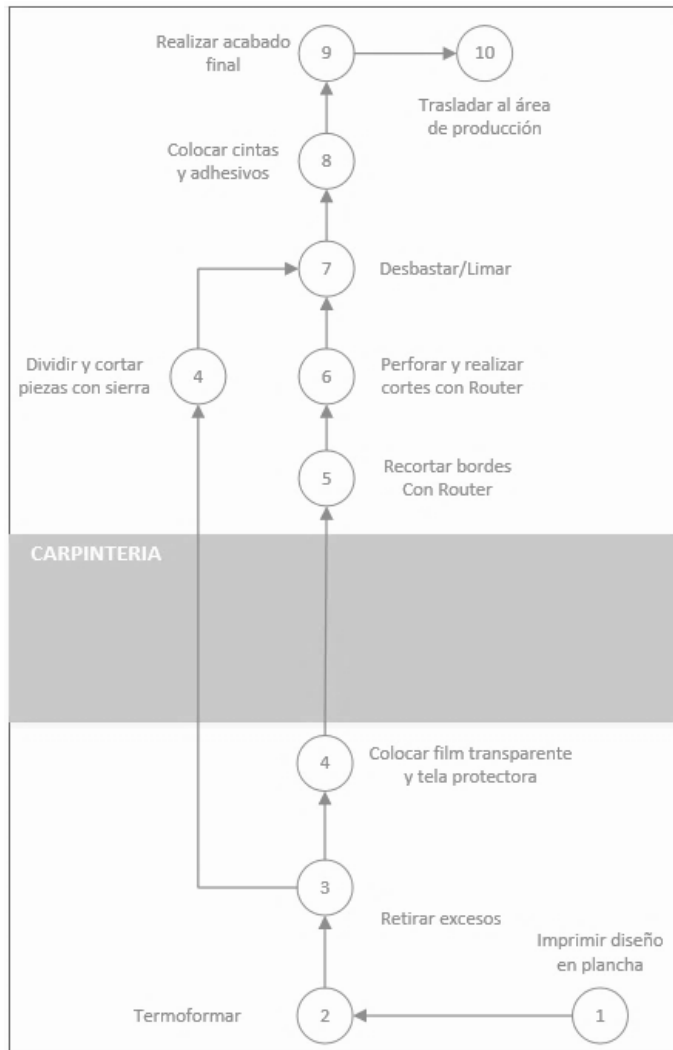 Realizar acabado
final
9
10
Trasladar al área
de producción
Colocar cintas
y adhesivos
8
7
Desbastar/Limar
Dividir y cortar
piezas con sierra
4
6
Perforar y realizar
cortes con Router
5
Recortar bordes
Con Router
CARPINTERIA
4
Colocar film transparente
y tela protectora
3
Retirar excesos
Imprimir diseño
en plancha
Termoformar
2
1